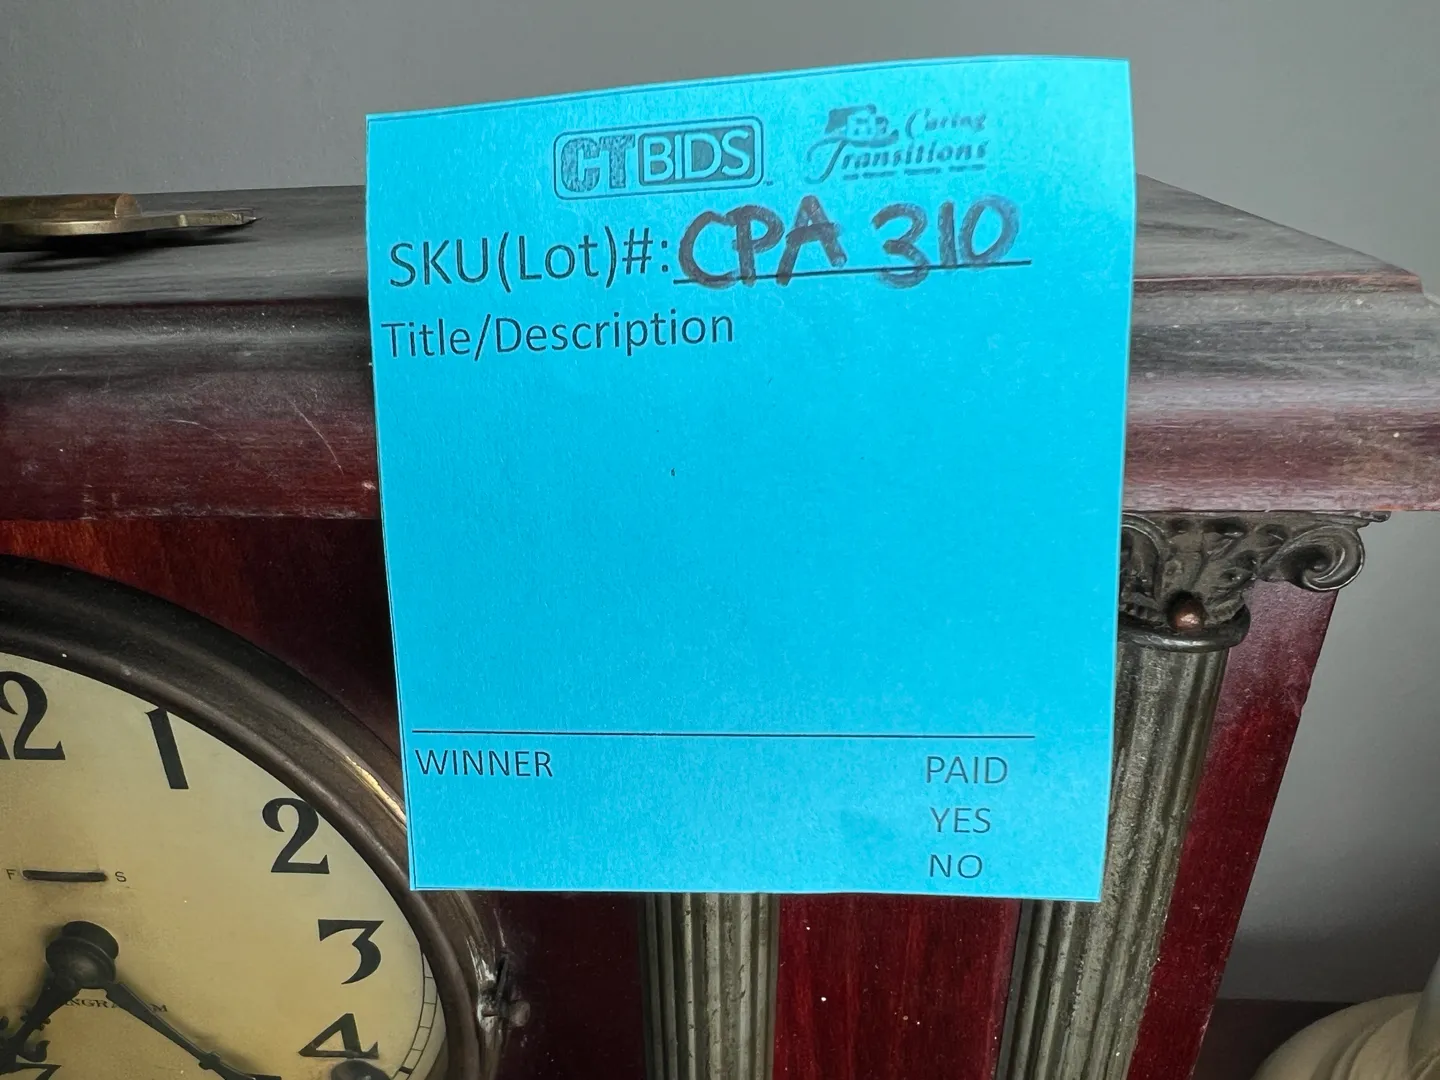 CTBIDS
Caring
Transitions
SKU(Lot)#: CPA 310
Title/Description
WINNER
PAID
YES
NO
12
1
2
F S
3
4